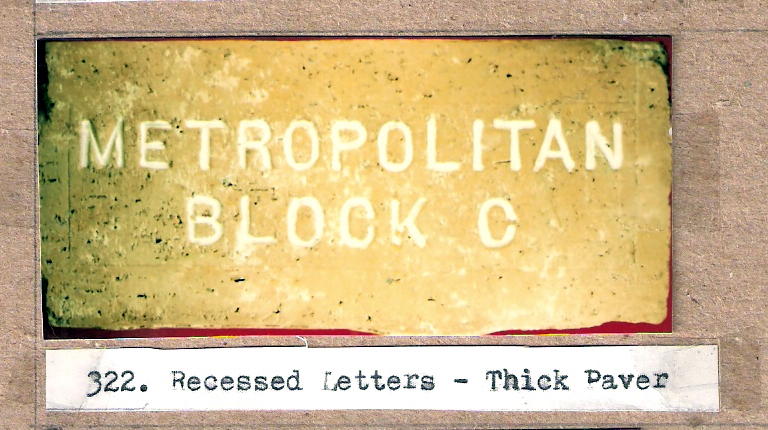 METROPOLITAN
BLOCK C
322. Recessed Letters - Thick Paver